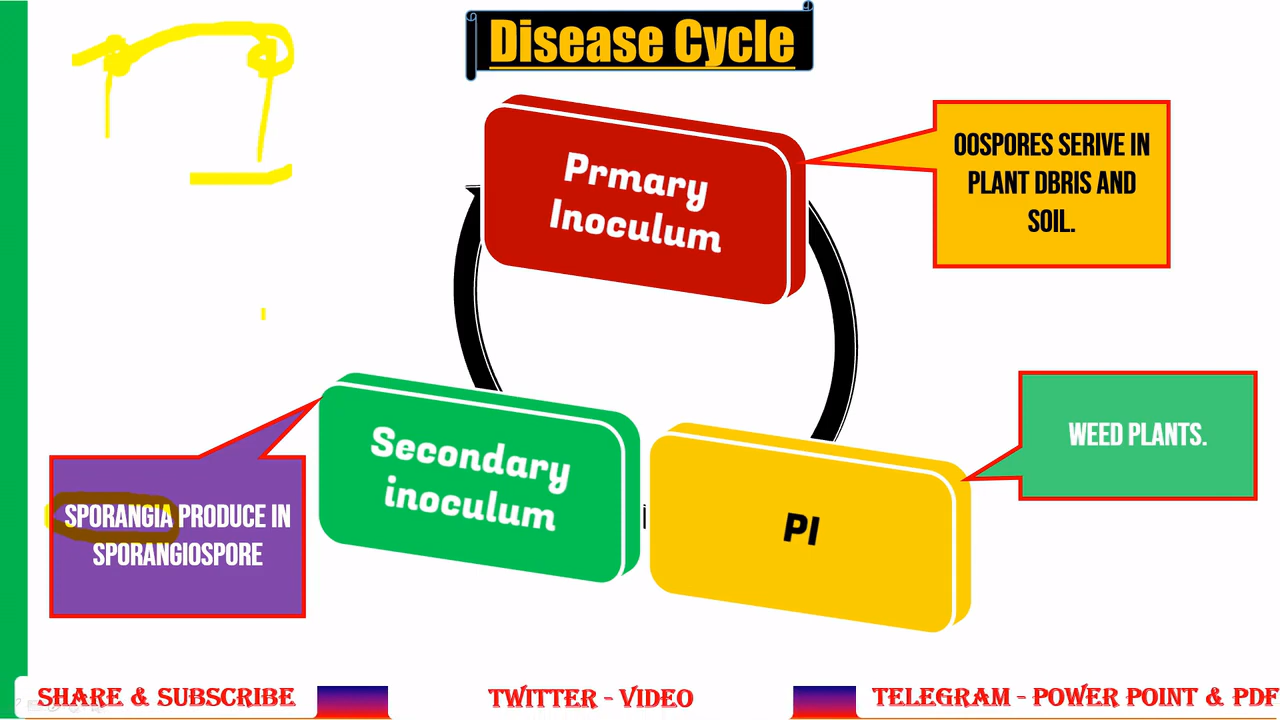 Disease Cycle
Prmary
Inoculum
OOSPORES SERIVE IN
PLANT DBRIS AND
SOIL.
Secondary
inoculum
SPORANGIA PRODUCE IN
SPORANGIOSPORE
PI
WEED PLANTS.
SHARE & SUBSCRIBE
TWITTER - VIDEO
TELEGRAM - POWER POINT & PDF